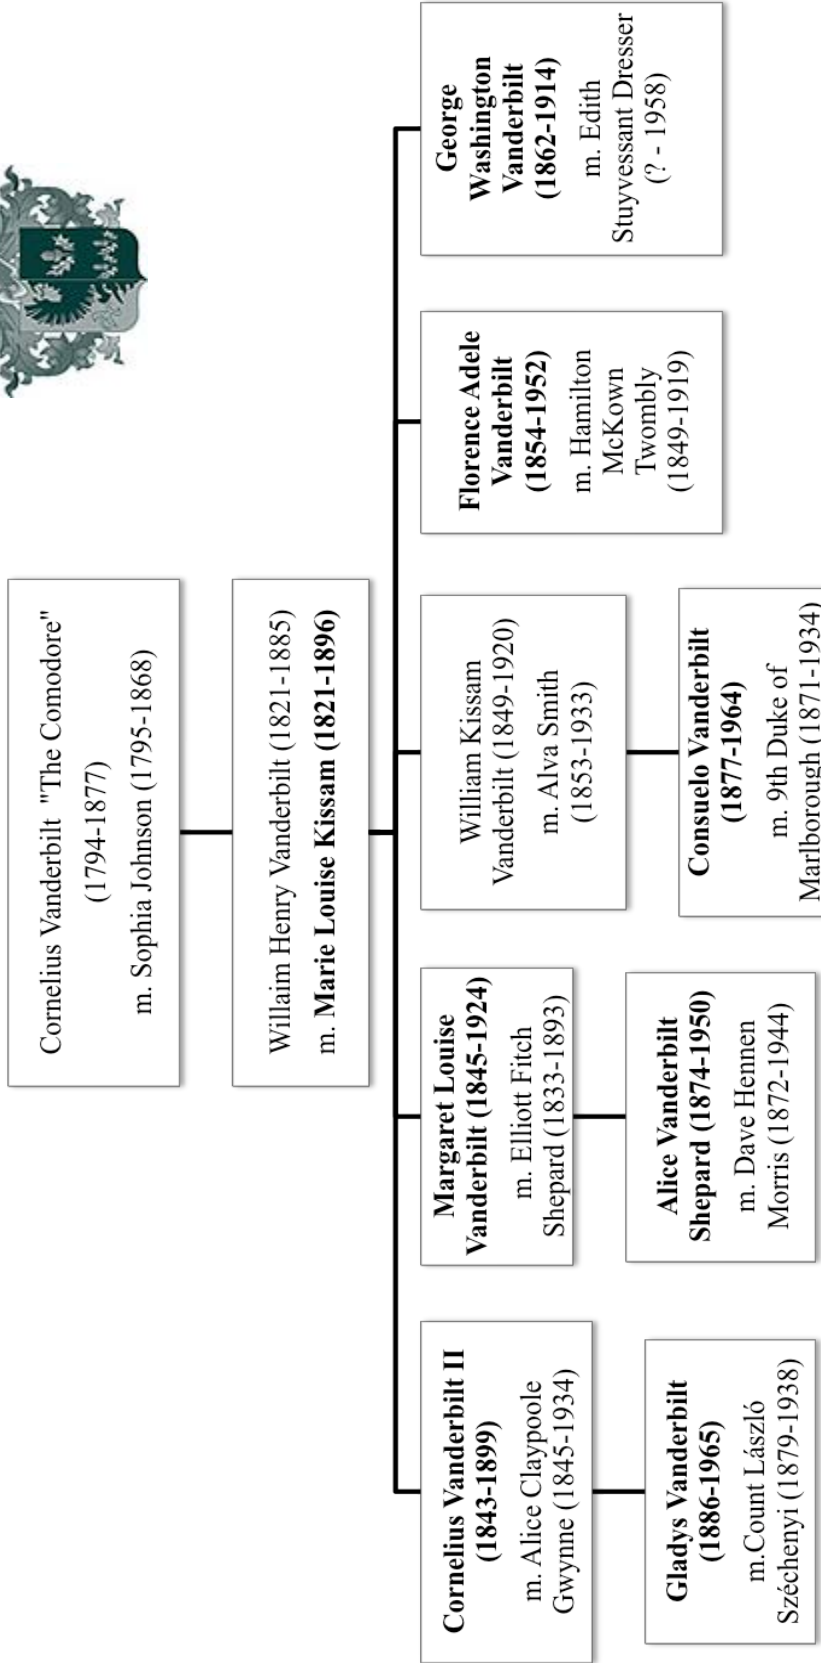 Cornelius Vanderbilt "The Comodore"
(1794-1877)
m. Sophia Johnson (1795-1868)
Willaim Henry Vanderbilt (1821-1885)
m. Marie Louise Kissam (1821-1896)
Cornelius Vanderbilt II
(1843-1899)
m. Alice Claypoole
Gwynne (1845-1934)
Margaret Louise
Vanderbilt (1845-1924)
m. Elliott Fitch
Shepard (1833-1893)
William Kissam
Vanderbilt (1849-1920)
m. Alva Smith
(1853-1933)
Florence Adele
Vanderbilt
(1854-1952)
m. Hamilton
McKown
Twombly
(1849-1919)
George
Washington
Vanderbilt
(1862-1914)
m. Edith
Stuyvessant Dresser
(? - 1958)
Gladys Vanderbilt
(1886-1965)
m.Count László
Széchenyi (1879-1938)
Alice Vanderbilt
Shepard (1874-1950)
m. Dave Hennen
Morris (1872-1944)
Consuelo Vanderbilt
(1877-1964)
m. 9th Duke of
Marlborough (1871-1934)